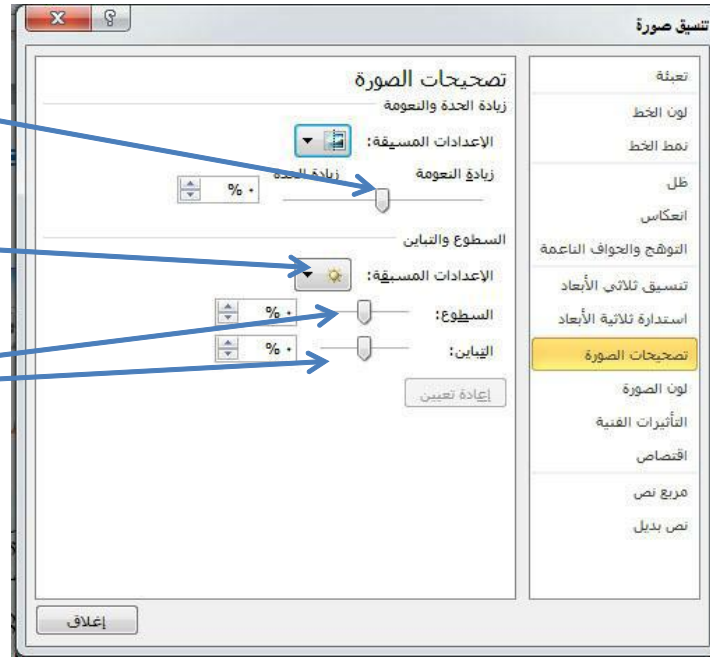 تنسيق صورة
تعبئة
لون الخط
نمط الخط
ظل
انعكاس
التوهج والحواف الناعمة
تنسيق ثلاثي الأبعاد
استدارة ثلاثية الأبعاد
تصحيحات الصورة
لون الصورة
التأثيرات الفنية
اقتصاص
مربع نص
نص بديل
تصحيحات الصورة
زيادة الحدة والنعومة
الإعدادات المسبقة:
زيادة النعومة زيادة الحدة ٠ %
السطوع والتباين
الإعدادات المسبقة:
السطوع: ٠ %
التباين: ٠ %
إعادة تعيين
إغلاق